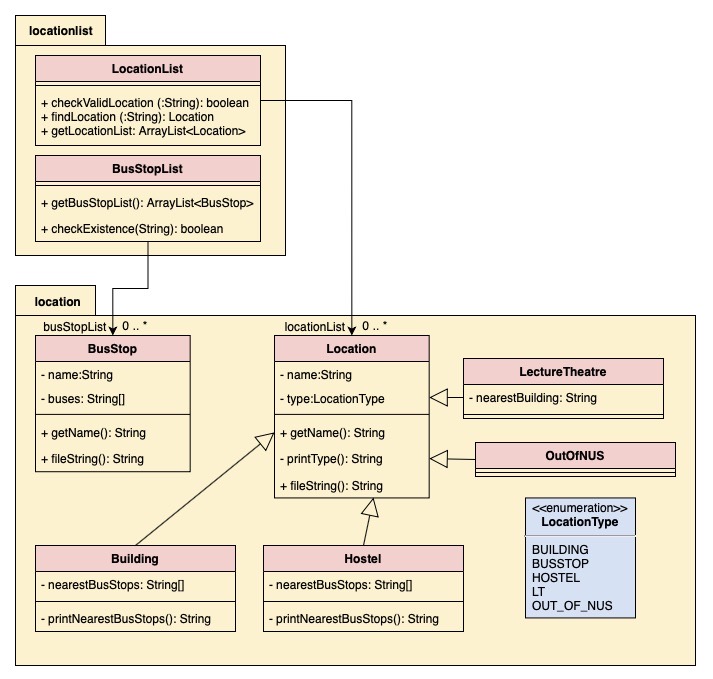 locationlist
LocationList
+ checkValidLocation (:String): boolean
+ findLocation (:String): Location
+ getLocationList: ArrayList<Location>
BusStopList
+ getBusStopList(): ArrayList<BusStop>
+ checkExistence(String): boolean
location
busStopList 0 .. *
locationList 0 .. *
BusStop
- name:String
- buses: String[]
+ getName(): String
+ fileString(): String
Location
- name:String
- type:LocationType
+ getName(): String
- printType(): String
+ fileString(): String
LectureTheatre
- nearestBuilding: String
OutOfNUS
<<enumeration>>
LocationType
BUILDING
BUSSTOP
HOSTEL
LT
OUT_OF_NUS
Building
- nearestBusStops: String[]
- printNearestBusStops(): String
Hostel
- nearestBusStops: String[]
- printNearestBusStops(): String